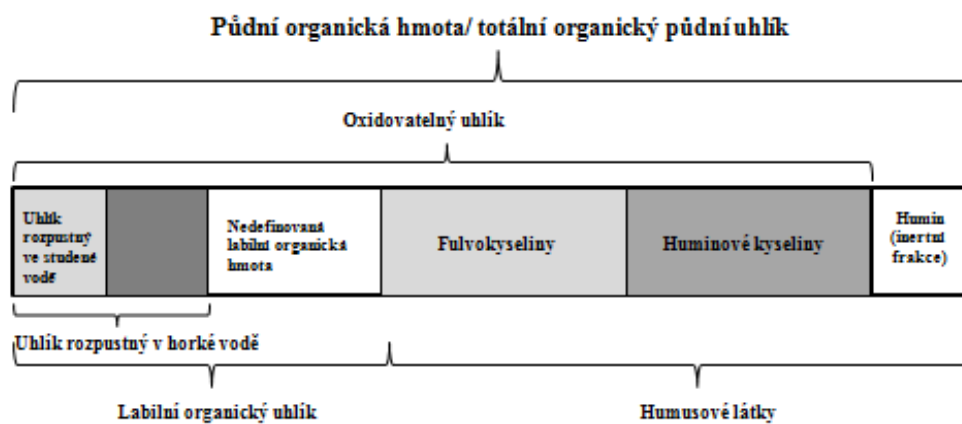 Půdní organická hmota/ totální organický půdní uhlík
Oxidovatelný uhlík
Uhlík
rozpustný
ve studené
vodě
Nedefinovaná
labilní organická
hmota
Fulvokyseliny
Huminové kyseliny
Humin
(inertní
frakce)
Uhlík rozpustný v horké vodě
Labilní organický uhlík
Humusové látky